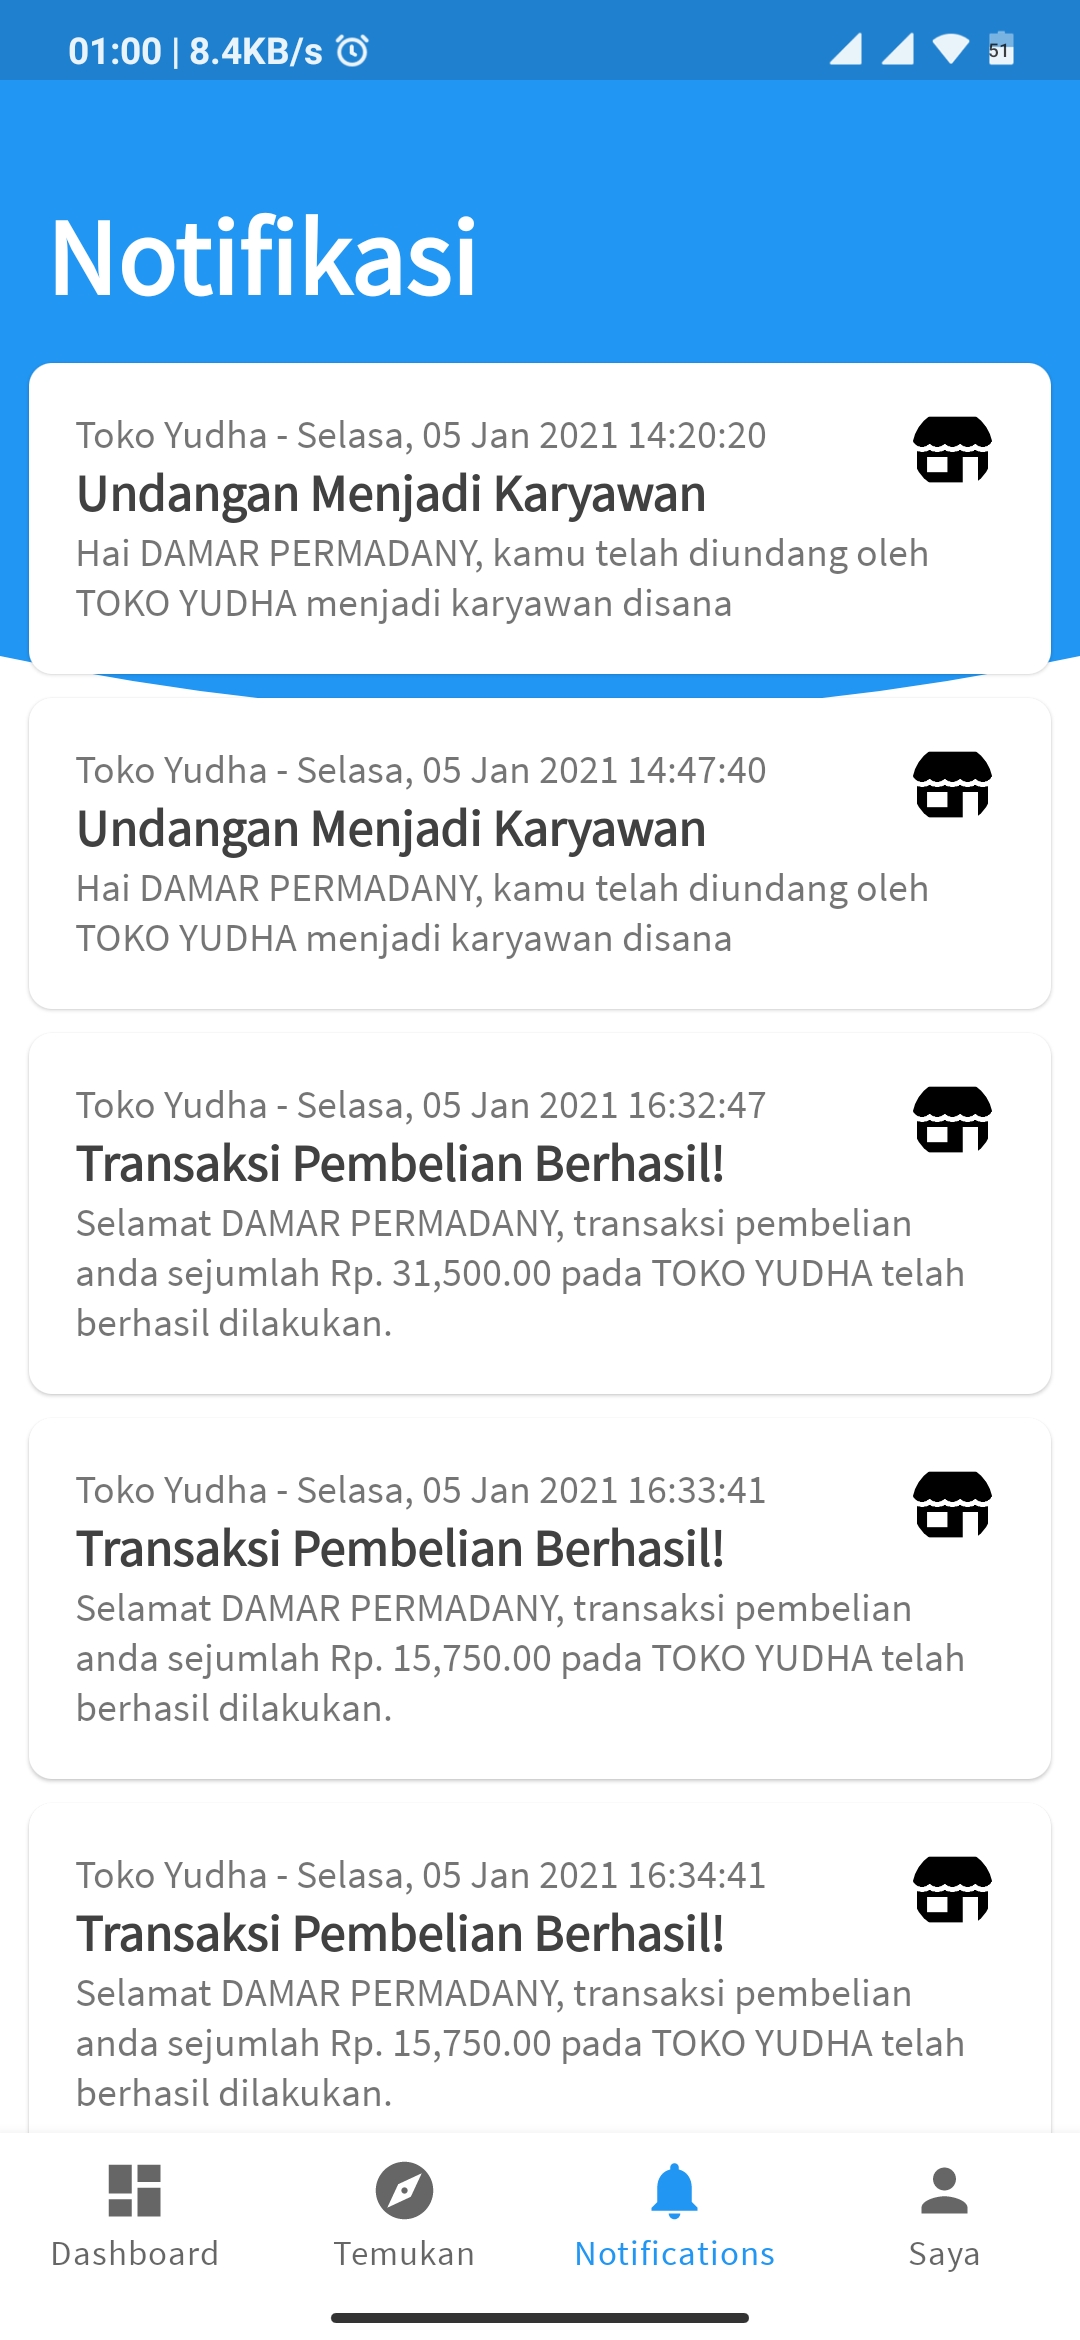 01:00 | 8.4KB/s
51
Notifikasi
Toko Yudha - Selasa, 05 Jan 2021 14:20:20
Undangan Menjadi Karyawan
Hai DAMAR PERMADANY, kamu telah diundang oleh
TOKO YUDHA menjadi karyawan disana
Toko Yudha - Selasa, 05 Jan 2021 14:47:40
Undangan Menjadi Karyawan
Hai DAMAR PERMADANY, kamu telah diundang oleh
TOKO YUDHA menjadi karyawan disana
Toko Yudha - Selasa, 05 Jan 2021 16:32:47
Transaksi Pembelian Berhasil!
Selamat DAMAR PERMADANY, transaksi pembelian
anda sejumlah Rp. 31,500.00 pada TOKO YUDHA telah
berhasil dilakukan.
Toko Yudha - Selasa, 05 Jan 2021 16:33:41
Transaksi Pembelian Berhasil!
Selamat DAMAR PERMADANY, transaksi pembelian
anda sejumlah Rp. 15,750.00 pada TOKO YUDHA telah
berhasil dilakukan.
Toko Yudha - Selasa, 05 Jan 2021 16:34:41
Transaksi Pembelian Berhasil!
Selamat DAMAR PERMADANY, transaksi pembelian
anda sejumlah Rp. 15,750.00 pada TOKO YUDHA telah
berhasil dilakukan.
Dashboard
Temukan
Notifications
Saya